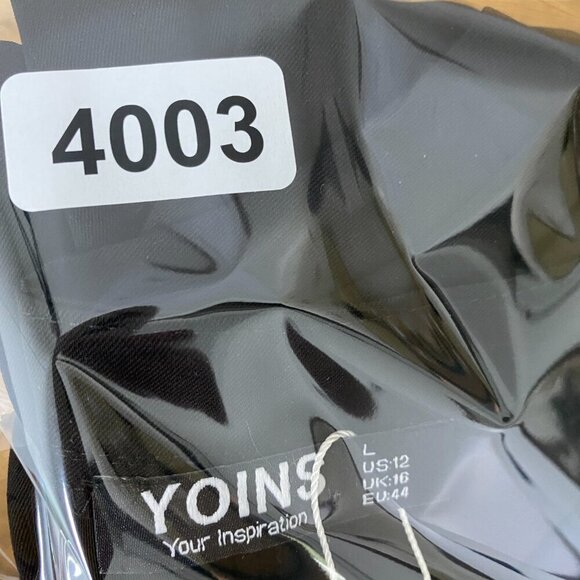 4003
YOINS
Your Inspiration
L
US:12
UK:16
EU:44